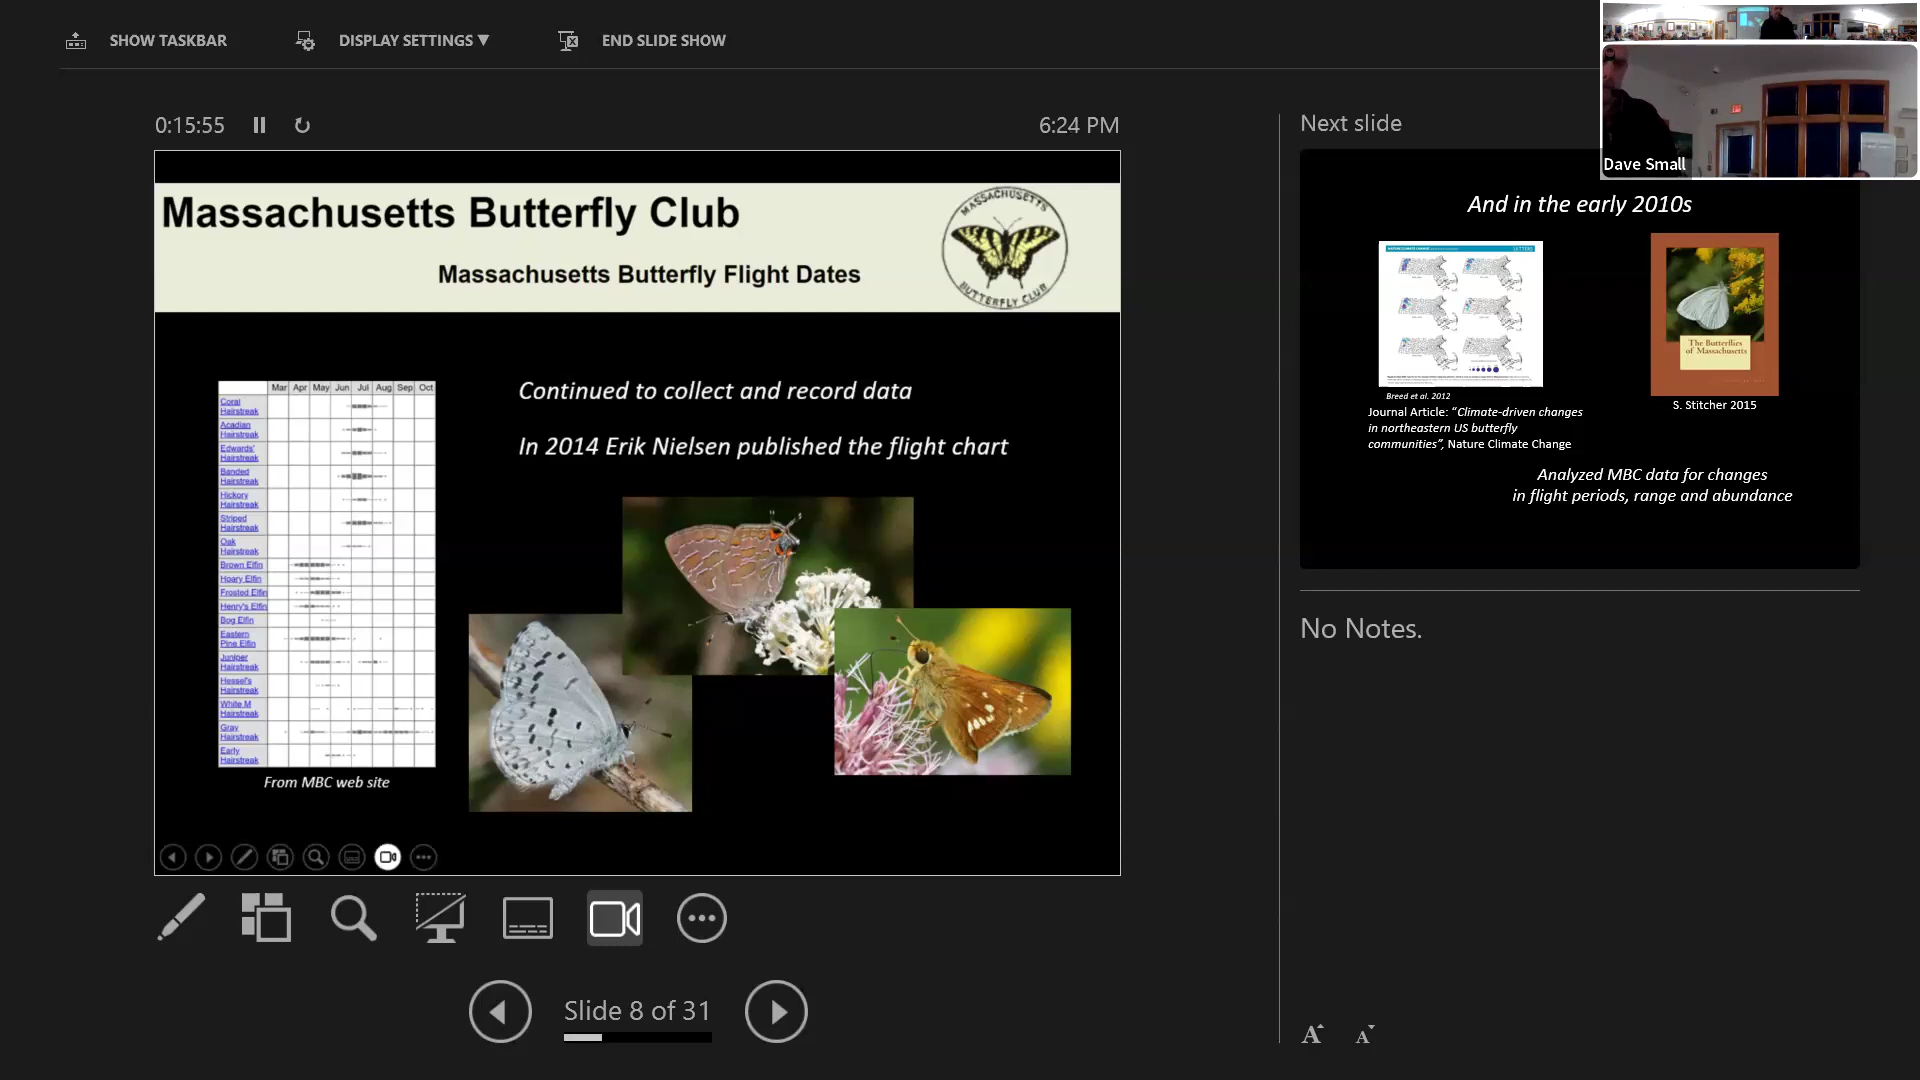 SHOW TASKBAR
DISPLAY SETTINGS ▼
END SLIDE SHOW
0:15:55
6:24 PM
Massachusetts Butterfly Club
Massachusetts Butterfly Flight Dates
MASSACHUSETTS
BUTTERFLY CLUB
Continued to collect and record data
In 2014 Erik Nielsen published the flight chart
Mar Apr May Jun Jul Aug Sep Oct
Coral
Hairstreak
Acadian
Hairstreak
Edwards'
Hairstreak
Banded
Hairstreak
Hickory
Hairstreak
Striped
Hairstreak
Oak
Hairstreak
Brown Elfin
Hoary Elfin
Frosted Elfin
Henry's Elfin
Bog Elfin
Eastern
Pine Elfin
Juniper
Hairstreak
Hessel's
Hairstreak
White M
Hairstreak
Gray
Hairstreak
Early
Hairstreak
From MBC web site
Slide 8 of 31
Next slide
Dave Small
And in the early 2010s
LETTERS
Breed et al. 2012
Journal Article: "Climate-driven changes
in northeastern US butterfly
communities", Nature Climate Change
The Butterflies
of Massachusetts
S. Stitcher 2015
Analyzed MBC data for changes
in flight periods, range and abundance
No Notes.
A A